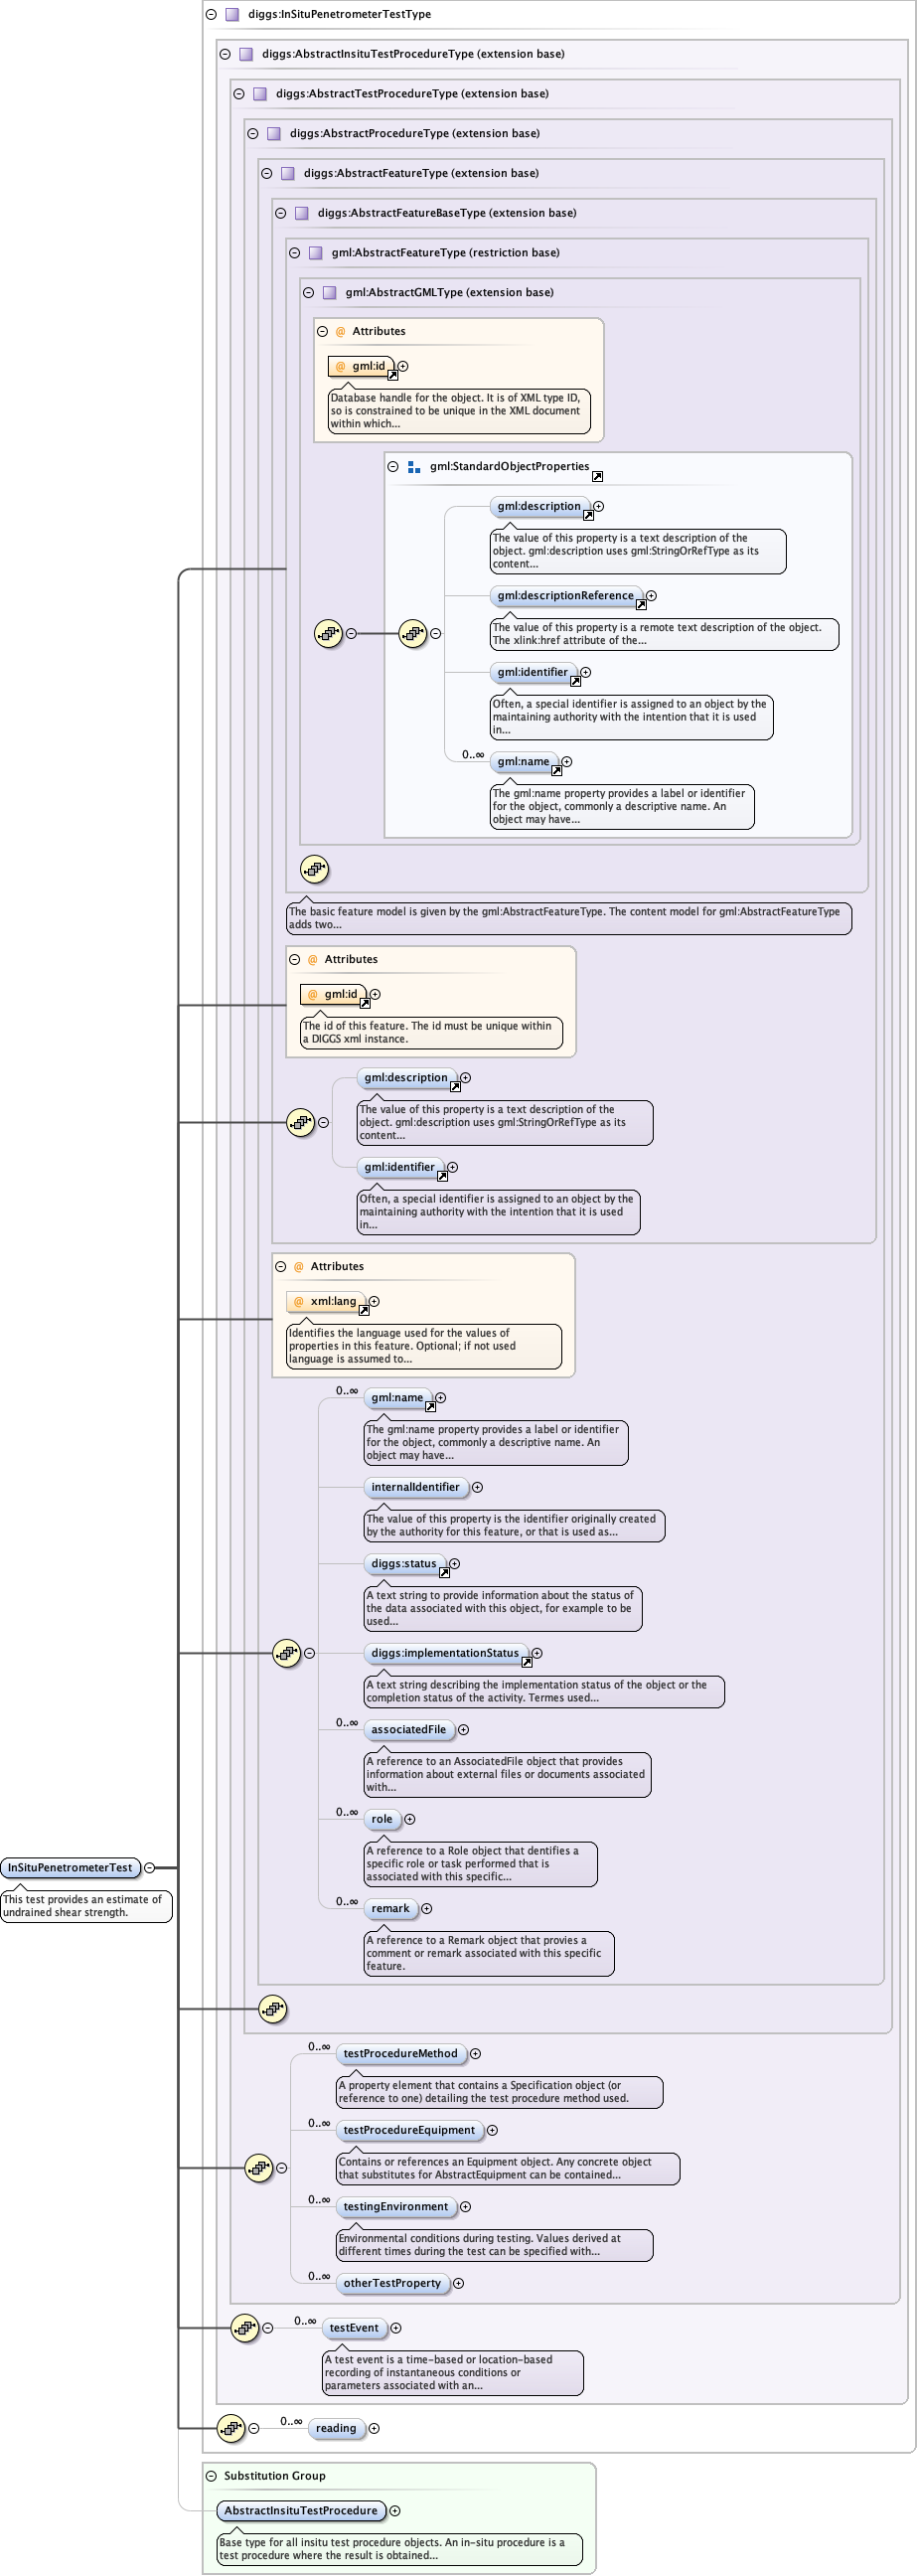 diggs:InSituPenetrometerTestType
diggs:AbstractInsituTestProcedureType (extension base)
diggs:AbstractTestProcedureType (extension base)
diggs:AbstractProcedureType (extension base)
diggs:AbstractFeatureType (extension base)
diggs:AbstractFeatureBaseType (extension base)
gml:AbstractFeatureType (restriction base)
gml:AbstractGMLType (extension base)
@ Attributes
@ gml:id
Database handle for the object. It is of XML type ID,
so is constrained to be unique in the XML document
within which...
gml:StandardObjectProperties
gml:description
The value of this property is a text description of the
object. gml:description uses gml:StringOrRefType as its
content...
gml:descriptionReference
The value of this property is a remote text description of the object.
The xlink:href attribute of the...
gml:identifier
Often, a special identifier is assigned to an object by the
maintaining authority with the intention that it is used
in...
0..∞ gml:name
The gml:name property provides a label or identifier
for the object, commonly a descriptive name. An
object may have...
The basic feature model is given by the gml:AbstractFeatureType. The content model for gml:AbstractFeatureType
adds two...
@ Attributes
@ gml:id
The id of this feature. The id must be unique within
a DIGGS xml instance.
gml:description
The value of this property is a text description of the
object. gml:description uses gml:StringOrRefType as its
content...
gml:identifier
Often, a special identifier is assigned to an object by the
maintaining authority with the intention that it is used
in...
@ Attributes
@ xml:lang
Identifies the language used for the values of
properties in this feature. Optional; if not used
language is assumed to...
0..∞ gml:name
The gml:name property provides a label or identifier
for the object, commonly a descriptive name. An
object may have...
internalIdentifier
The value of this property is the identifier originally created
by the authority for this feature, or that is used as...
diggs:status
A text string to provide information about the status of
the data associated with this object, for example to be
used...
diggs:implementationStatus
A text string describing the implementation status of the object or the
completion status of the activity. Termes used...
0..∞ associatedFile
A reference to an AssociatedFile object that provides
information about external files or documents associated
with...
0..∞ role
A reference to a Role object that dentifies a
specific role or task performed that is
associated with this specific...
InSituPenetrometerTest
This test provides an estimate of
undrained shear strength.
0..∞ remark
A reference to a Remark object that provies a
comment or remark associated with this specific
feature.
0..∞ testProcedureMethod
A property element that contains a Specification object (or
reference to one) detailing the test procedure method used.
0..∞ testProcedureEquipment
Contains or references an Equipment object. Any concrete object
that substitutes for AbstractEquipment can be contained...
0..∞ testingEnvironment
Environmental conditions during testing. Values derived at
different times during the test can be specified with...
0..∞ otherTestProperty
0..∞ testEvent
A test event is a time-based or location-based
recording of instantaneous conditions or
parameters associated with an...
0..∞ reading
Substitution Group
AbstractInsituTestProcedure
Base type for all insitu test procedure objects. An in-situ procedure is a
test procedure where the result is obtained...